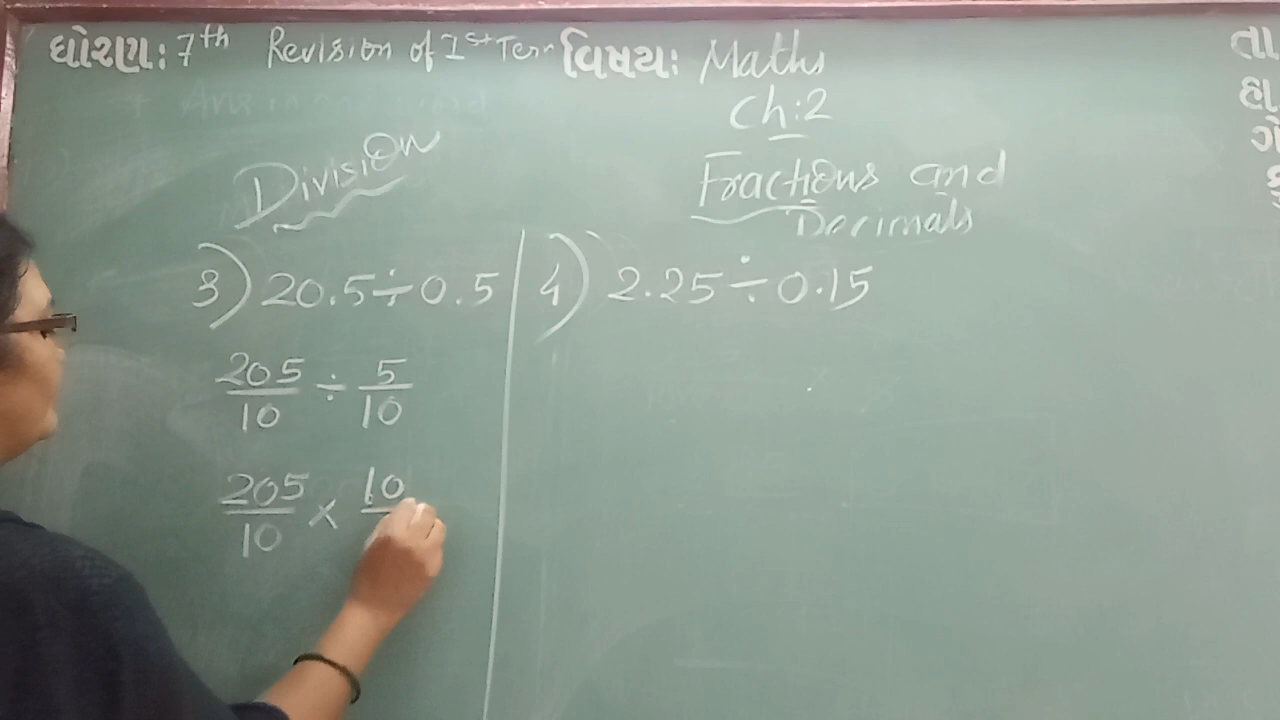 ધોરણ: 7th Revision of 1st Term વિષય: Maths
Ch:2
Division
Fractions and
Decimals
3) 20.5 ÷ 0.5
4) 2.25 ÷ 0.15
205/10 ÷ 5/10
205/10 × 10
તા
હા